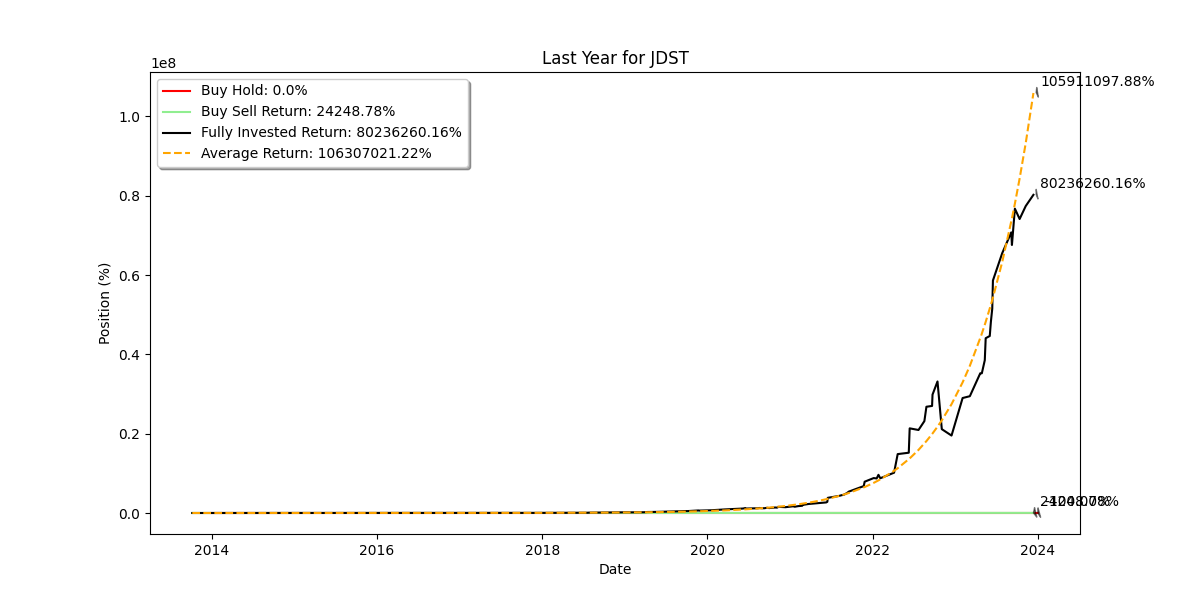 Last Year for JDST
1e8
Buy Hold: 0.0%
Buy Sell Return: 24248.78%
Fully Invested Return: 80236260.16%
Average Return: 106307021.22%
105911097.88%
80236260.16%
1.0
0.8
0.6
0.4
0.2
0.0
Position (%)
2014
2016
2018
2020
2022
2024
Date